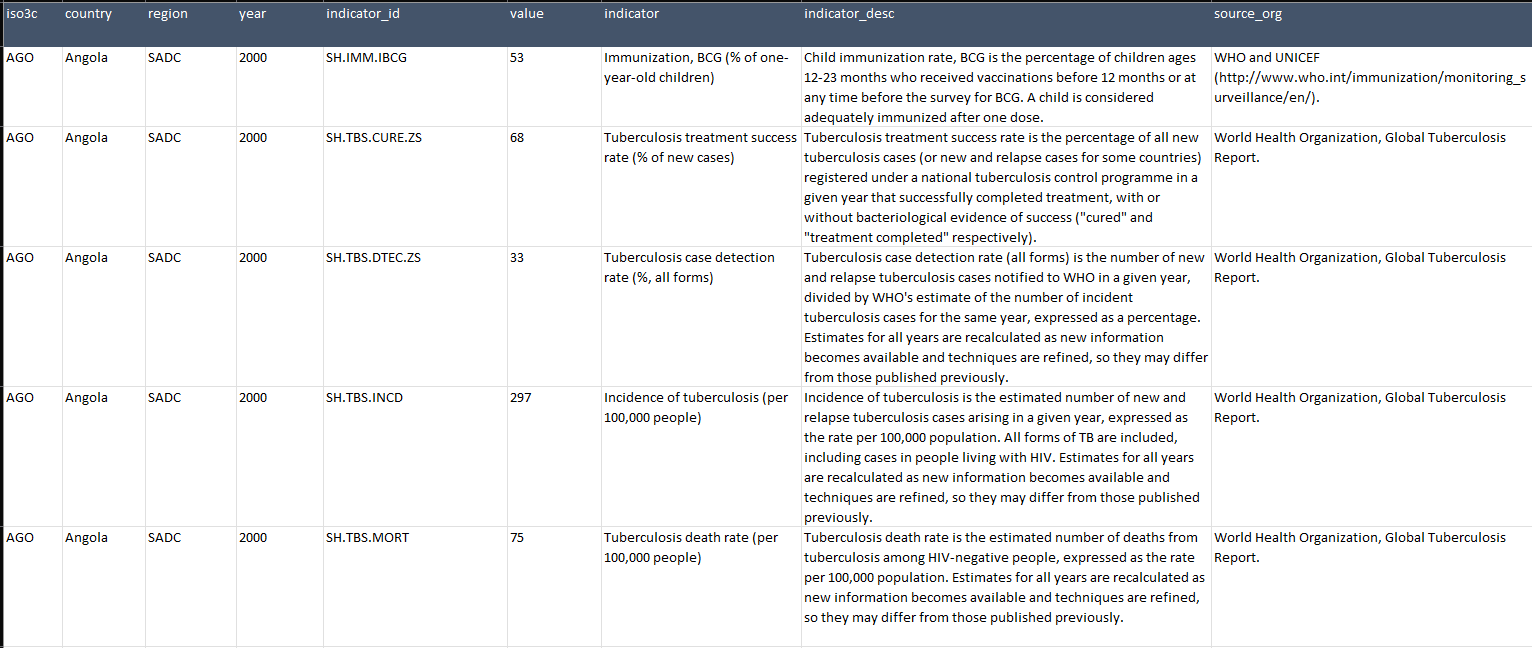 iso3c country region year indicator_id value indicator indicator_desc source_org
AGO Angola SADC 2000 SH.IMM.IBCG 53 Immunization, BCG (% of one- Child immunization rate, BCG is the percentage of children ages WHO and UNICEF
year-old children) 12-23 months who received vaccinations before 12 months or at (http://www.who.int/immunization/monitoring_s
any time before the survey for BCG. A child is considered urveillance/en/).
adequately immunized after one dose.
AGO Angola SADC 2000 SH.TBS.CURE.ZS 68 Tuberculosis treatment success Tuberculosis treatment success rate is the percentage of all new World Health Organization, Global Tuberculosis
rate (% of new cases) tuberculosis cases (or new and relapse cases for some countries) Report.
registered under a national tuberculosis control programme in a
given year that successfully completed treatment, with or
without bacteriological evidence of success ("cured" and
"treatment completed" respectively).
AGO Angola SADC 2000 SH.TBS.DTEC.ZS 33 Tuberculosis case detection Tuberculosis case detection rate (all forms) is the number of new World Health Organization, Global Tuberculosis
rate (%, all forms) and relapse tuberculosis cases notified to WHO in a given year, Report.
divided by WHO's estimate of the number of incident
tuberculosis cases for the same year, expressed as a percentage.
Estimates for all years are recalculated as new information
becomes available and techniques are refined, so they may differ
from those published previously.
AGO Angola SADC 2000 SH.TBS.INCD 297 Incidence of tuberculosis (per Incidence of tuberculosis is the estimated number of new and World Health Organization, Global Tuberculosis
100,000 people) relapse tuberculosis cases arising in a given year, expressed as Report.
the rate per 100,000 population. All forms of TB are included,
including cases in people living with HIV. Estimates for all years
are recalculated as new information becomes available and
techniques are refined, so they may differ from those published
previously.
AGO Angola SADC 2000 SH.TBS.MORT 75 Tuberculosis death rate (per Tuberculosis death rate is the estimated number of deaths from World Health Organization, Global Tuberculosis
100,000 people) tuberculosis among HIV-negative people, expressed as the rate Report.
per 100,000 population. Estimates for all years are recalculated as
new information becomes available and techniques are refined,
so they may differ from those published previously.